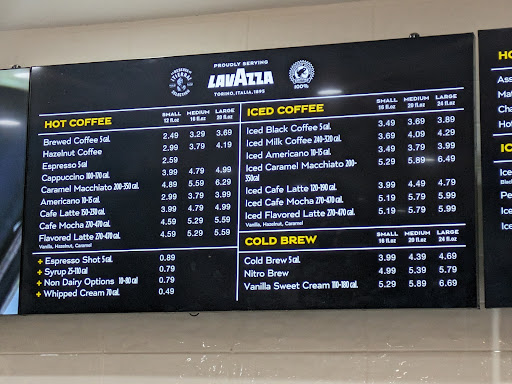 PROUDLY SERVING
LAVAZZA
TORINO, ITALIA, 1895
100%
HOT COFFEE SMALL 12 fl.oz MEDIUM 16 fl.oz LARGE 20 fl.oz
Brewed Coffee 5 cal. 2.49 3.29 3.69
Hazelnut Coffee 2.99 3.79 4.19
Espresso 5 cal 2.59
Cappuccino 100-170 cal. 3.99 4.79 4.99
Caramel Macchiato 200-350 cal. 4.89 5.59 6.29
Americano 10-15 cal. 2.99 3.79 3.99
Cafe Latte 150-230 cal. 3.99 4.79 4.99
Cafe Mocha 270-470 cal. 4.59 5.29 5.59
Flavored Latte 270-470 cal. 4.59 5.29 5.59
Vanilla, Hazelnut, Caramel
+ Espresso Shot 5 cal. 0.89
+ Syrup 25-110 cal 0.79
+ Non Dairy Options 10-80 cal 0.79
+ Whipped Cream 70 cal. 0.49
ICED COFFEE SMALL 16 fl.oz MEDIUM 20 fl.oz LARGE 24 fl.oz
Iced Black Coffee 5 cal. 3.49 3.69 3.89
Iced Milk Coffee 240-320 cal. 3.69 4.09 4.29
Iced Americano 10-15 cal. 3.49 3.79 3.99
Iced Caramel Macchiato 200- 5.29 5.89 6.49
350cal
Iced Cafe Latte 120-190 cal. 3.99 4.49 4.79
Iced Cafe Mocha 270-470 cal. 5.19 5.79 5.99
Iced Flavored Latte 270-470 cal. 5.19 5.79 5.99
Vanilla, Hazelnut, Caramel
COLD BREW SMALL 16 fl.oz MEDIUM 20 fl.oz LARGE 24 fl.oz
Cold Brew 5 cal. 3.99 4.39 4.69
Nitro Brew 4.99 5.39 5.79
Vanilla Sweet Cream 100-180 cal. 5.29 5.89 6.69
HO
Ass
Mat
Cha
Hot
IC
Ice
Pe
Ice
Ice